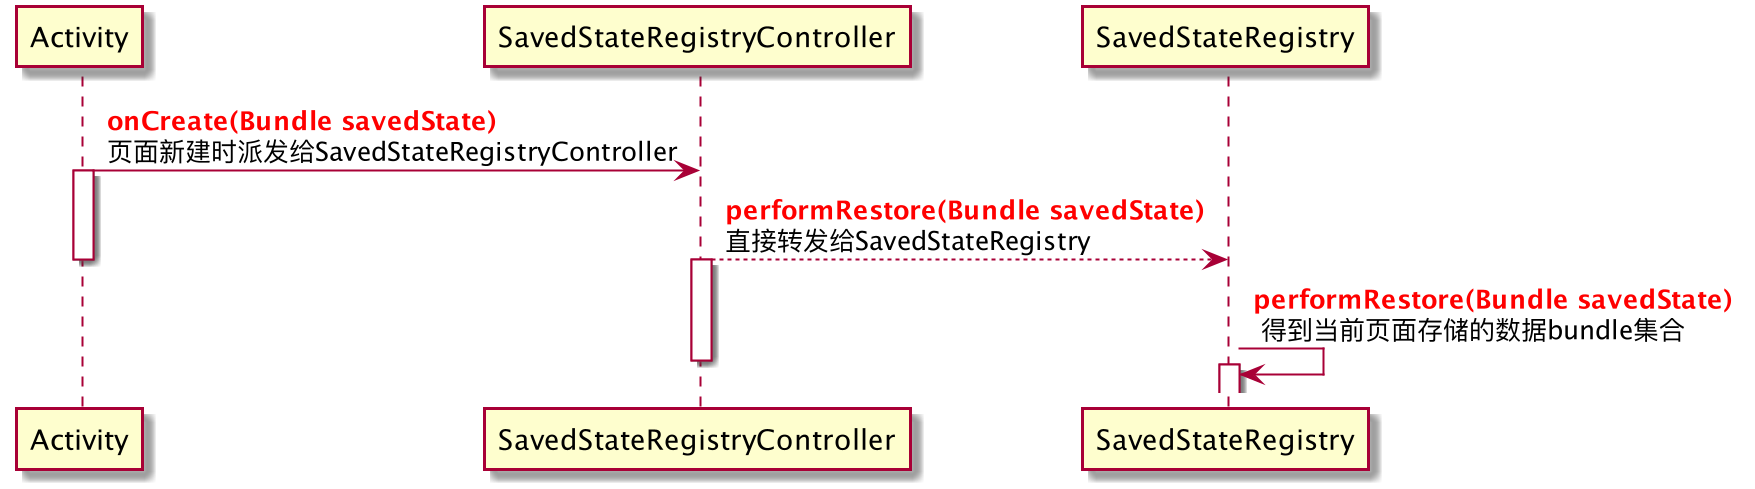 Activity
SavedStateRegistryController
SavedStateRegistry
onCreate(Bundle savedState)
页面新建时派发给SavedStateRegistryController
performRestore(Bundle savedState)
直接转发给SavedStateRegistry
performRestore(Bundle savedState)
得到当前页面存储的数据bundle集合
Activity
SavedStateRegistryController
SavedStateRegistry